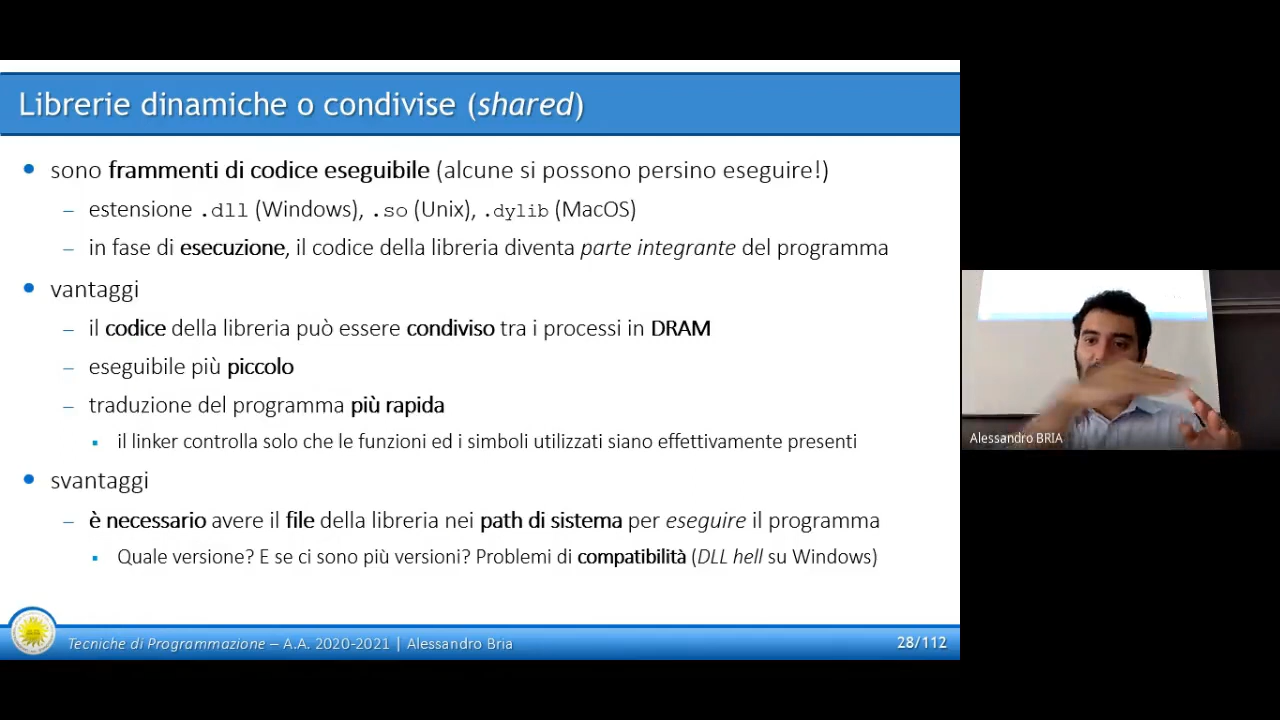 Librerie dinamiche o condivise (shared)
sono frammenti di codice eseguibile (alcune si possono persino eseguire!)
– estensione .dll (Windows), .so (Unix), .dylib (MacOS)
– in fase di esecuzione, il codice della libreria diventa parte integrante del programma
vantaggi
– il codice della libreria può essere condiviso tra i processi in DRAM
– eseguibile più piccolo
– traduzione del programma più rapida
il linker controlla solo che le funzioni ed i simboli utilizzati siano effettivamente presenti
svantaggi
– è necessario avere il file della libreria nei path di sistema per eseguire il programma
Quale versione? E se ci sono più versioni? Problemi di compatibilità (DLL hell su Windows)
Alessandro BRIA
Tecniche di Programmazione – A.A. 2020-2021 | Alessandro Bria
28/112